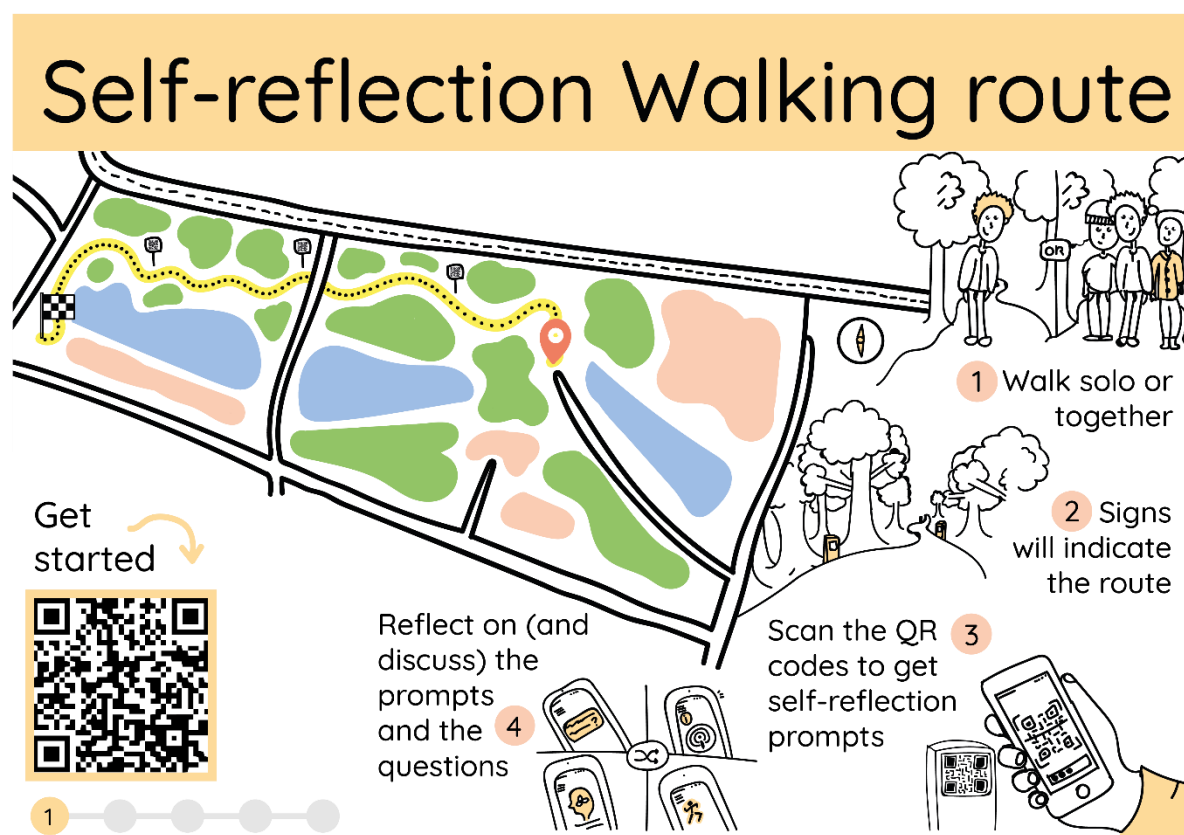 Self-reflection Walking route
OR
1 Walk solo or
together
2 Signs
will indicate
the route
Scan the QR 3
codes to get
self-reflection
prompts
Reflect on (and
discuss) the
prompts
and the 4
questions
?
Get
started
1